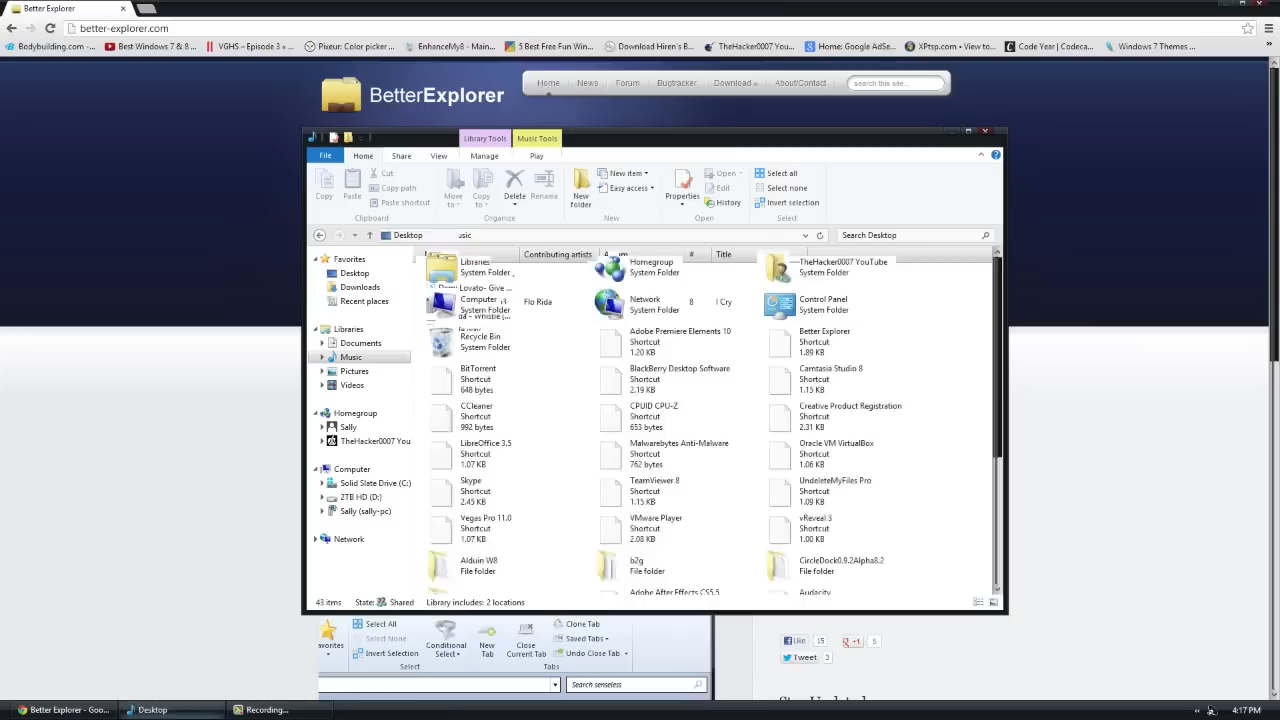 Better Explorer
better-explorer.com
Bodybuilding.com -...
Best Windows 7 & 8 ...
VGHS – Episode 3 « ...
Pixeur: Color picker ...
EnhanceMy8 - Main...
5 Best Free Fun Win...
Download Hiren's B...
TheHacker0007 You...
Home: Google AdSe...
XPtsp.com • View to...
Code Year | Codeca...
Windows 7 Themes ...
BetterExplorer
Home News Forum Bugtracker Download About/Contact
search this site...
Library Tools Music Tools
File Home Share View Manage Play
Cut
Copy path
Paste shortcut
Copy Paste
Clipboard
Move to Copy to Delete Rename
Organize
New item
Easy access
New folder
New
Properties
Open
Edit
History
Open
Select all
Select none
Invert selection
Select
Desktop
Search Desktop
Contributing artists # Title
Favorites
Desktop
Downloads
Recent places
Libraries
Documents
Music
Pictures
Videos
Homegroup
Sally
TheHacker0007 You
Computer
Solid Slate Drive (C:)
2TB HD (D:)
Sally (sally-pc)
Network
Libraries
System Folder
Homegroup
System Folder
TheHacker0007 YouTube
System Folder
Lovato- Give ...
Computer
System Folder
Flo Rida
Network
System Folder
8 I Cry
Control Panel
System Folder
Recycle Bin
System Folder
Adobe Premiere Elements 10
Shortcut
1.20 KB
Better Explorer
Shortcut
1.89 KB
BitTorrent
Shortcut
648 bytes
BlackBerry Desktop Software
Shortcut
2.19 KB
Camtasia Studio 8
Shortcut
1.15 KB
CCleaner
Shortcut
992 bytes
CPUID CPU-Z
Shortcut
653 bytes
Creative Product Registration
Shortcut
2.31 KB
LibreOffice 3.5
Shortcut
1.07 KB
Malwarebytes Anti-Malware
Shortcut
762 bytes
Oracle VM VirtualBox
Shortcut
1.06 KB
Skype
Shortcut
2.45 KB
TeamViewer 8
Shortcut
1.15 KB
UndeleteMyFiles Pro
Shortcut
1.09 KB
Vegas Pro 11.0
Shortcut
1.07 KB
VMware Player
Shortcut
2.08 KB
vReveal 3
Shortcut
1.00 KB
Alduin W8
File folder
b2g
File folder
CircleDock0.9.2Alpha8.2
File folder
Adobe After Effects CS5.5
Audacity
43 itms State: Shared Library includes: 2 locations
Select All
Select None
Invert Selection
Select
Conditional Select
New Tab
Close Current Tab
Clone Tab
Saved Tabs
Undo Close Tab
Tabs
Search senseless
Like 15
+1 5
Tweet 3
Better Explorer - Goo...
Desktop
Recording...
4:17 PM